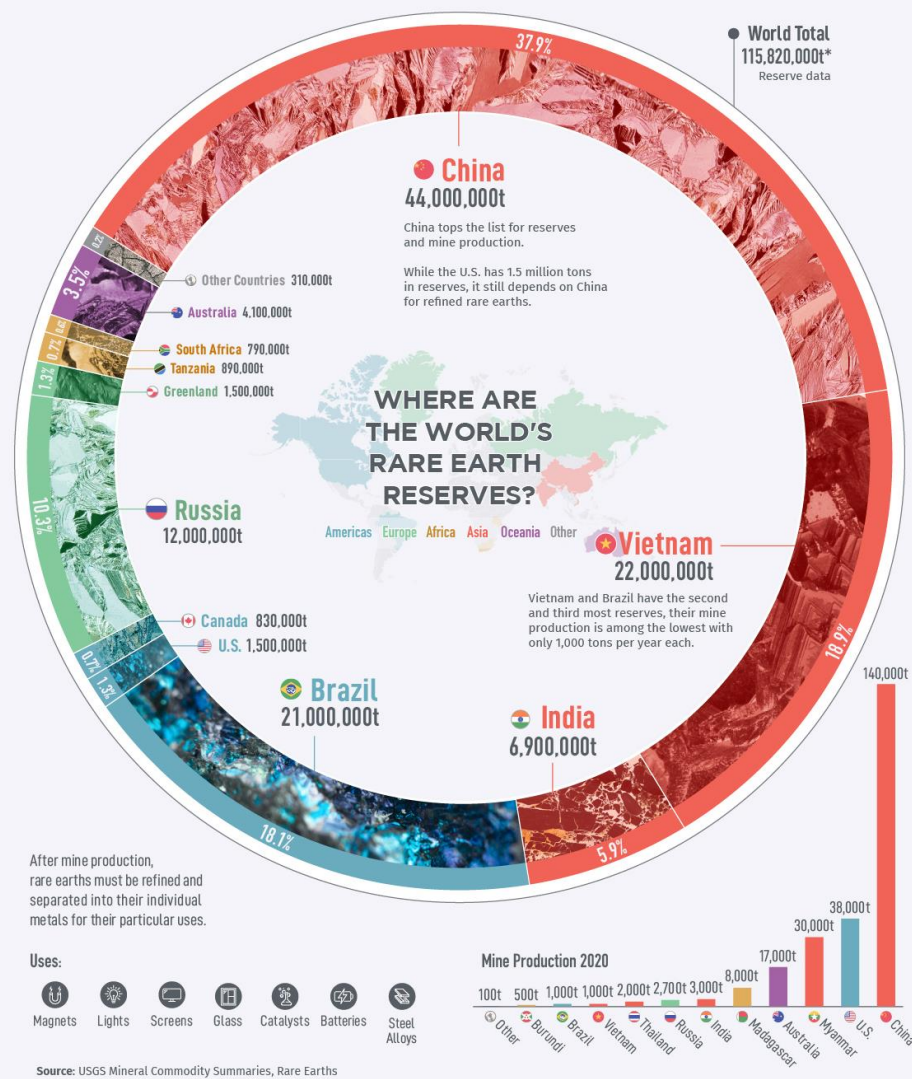 World Total
115,820,000t*
Reserve data
37.9%
China
44,000,000t
China tops the list for reserves
and mine production.
While the U.S. has 1.5 million tons
in reserves, it still depends on China
for refined rare earths.
0.2%
Other Countries 310,000t
3.5%
Australia 4,100,000t
South Africa 790,000t
0.7%
Tanzania 890,000t
1.3%
Greenland 1,500,000t
WHERE ARE
THE WORLD'S
RARE EARTH
RESERVES?
Americas Europe Africa Asia Oceania Other
10.3%
Russia
12,000,000t
Vietnam
22,000,000t
Vietnam and Brazil have the second
and third most reserves, their mine
production is among the lowest with
only 1,000 tons per year each.
18.9%
Canada 830,000t
0.7%
U.S. 1,500,000t
1.3%
Brazil
21,000,000t
18.1%
India
6,900,000t
5.9%
After mine production,
rare earths must be refined and
separated into their individual
metals for their particular uses.
Uses:
Magnets
Lights
Screens
Glass
Catalysts
Batteries
Steel
Alloys
Mine Production 2020
100t
500t
1,000t
1,000t
2,000t
2,700t
3,000t
8,000t
17,000t
30,000t
38,000t
140,000t
Other
Burundi
Brazil
Vietnam
Thailand
Russia
India
Madagascar
Australia
Myanmar
U.S.
China
Source: USGS Mineral Commodity Summaries, Rare Earths